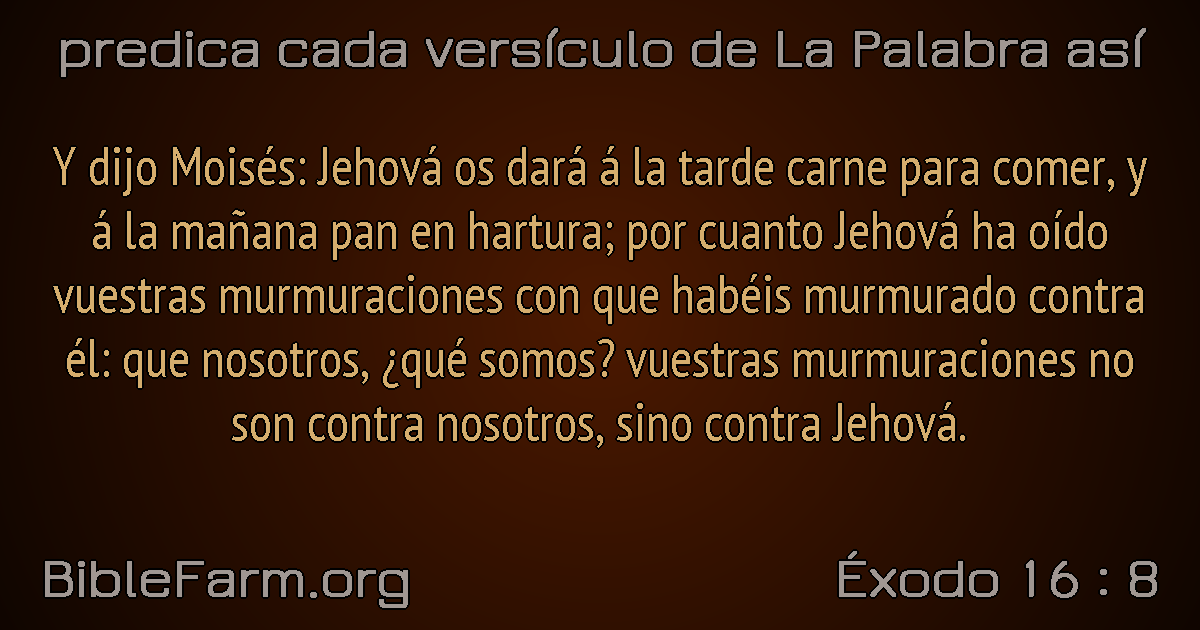 predica cada versículo de La Palabra así
Y dijo Moisés: Jehová os dará á la tarde carne para comer, y
á la mañana pan en hartura; por cuanto Jehová ha oído
vuestras murmuraciones con que habéis murmurado contra
él: que nosotros, ¿qué somos? vuestras murmuraciones no
son contra nosotros, sino contra Jehová.
BibleFarm.org
Éxodo 16 : 8